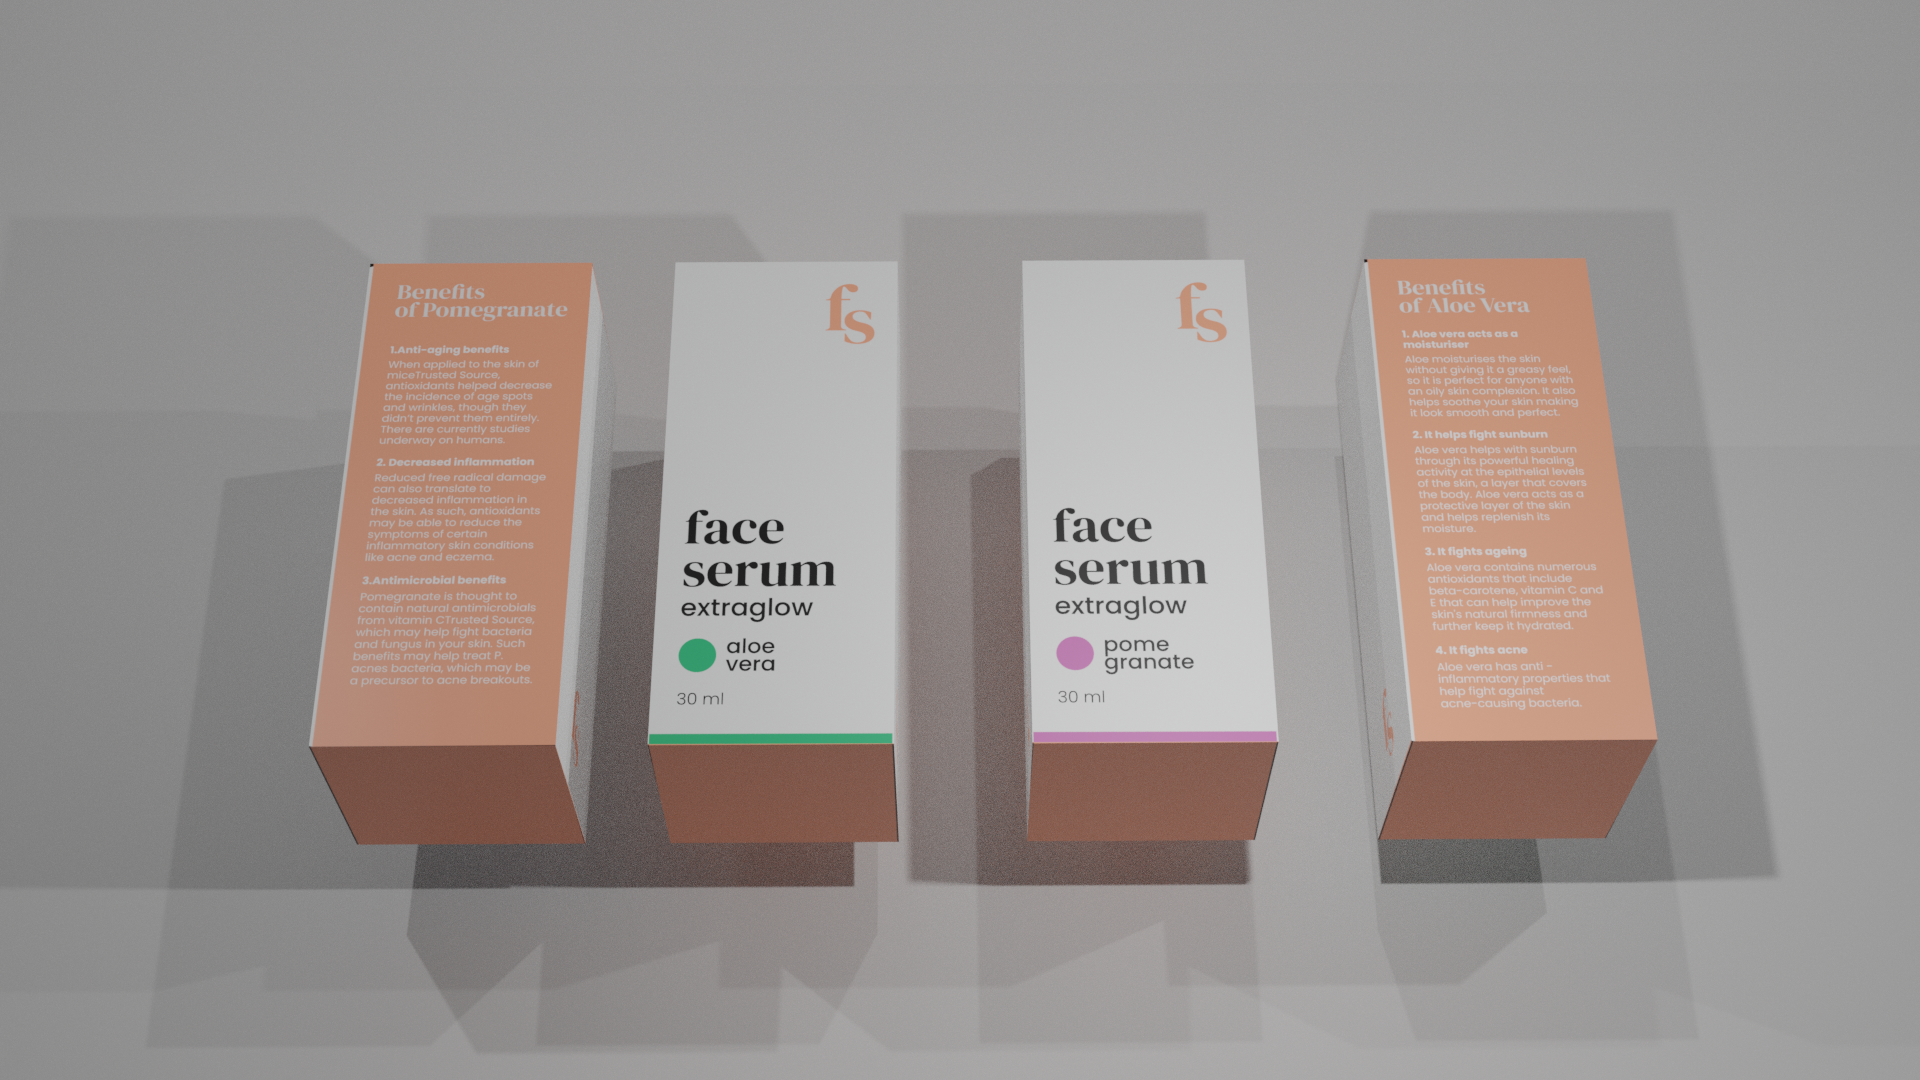 Benefits
of Pomegranate
1.Anti-aging benefits
When applied to the skin of
miceTrusted Source,
antioxidants helped decrease
the incidence of age spots
and wrinkles, though they
didn't prevent them entirely.
There are currently studies
underway on humans.
2. Decreased inflammation
Reduced free radical damage
can also translate to
decreased inflammation in
the skin. As such, antioxidants
may be able to reduce the
symptoms of certain
inflammatory skin conditions
like acne and eczema.
3.Antimicrobial benefits
Pomegranate is thought to
contain natural antimicrobials
from vitamin CTrusted Source,
which may help fight bacteria
and fungus in your skin. Such
benefits may help treat P.
acnes bacteria, which may be
a precursor to acne breakouts.
fs
fs
face
serum
extraglow
aloe
vera
30 ml
fs
face
serum
extraglow
pome
granate
30 ml
Benefits
of Aloe Vera
1. Aloe vera acts as a
moisturiser
Aloe moisturises the skin
without giving it a greasy feel,
so it is perfect for anyone with
an oily skin complexion. It also
helps soothe your skin making
it look smooth and perfect.
2. It helps fight sunburn
Aloe vera helps with sunburn
through its powerful healing
activity at the epithelial levels
of the skin, a layer that covers
the body. Aloe vera acts as a
protective layer of the skin
and helps replenish its
moisture.
3. It fights ageing
Aloe vera contains numerous
antioxidants that include
beta-carotene, vitamin C and
E that can help improve the
skin's natural firmness and
further keep it hydrated.
4. It fights acne
Aloe vera has anti -
inflammatory properties that
help fight against
acne-causing bacteria.
fs